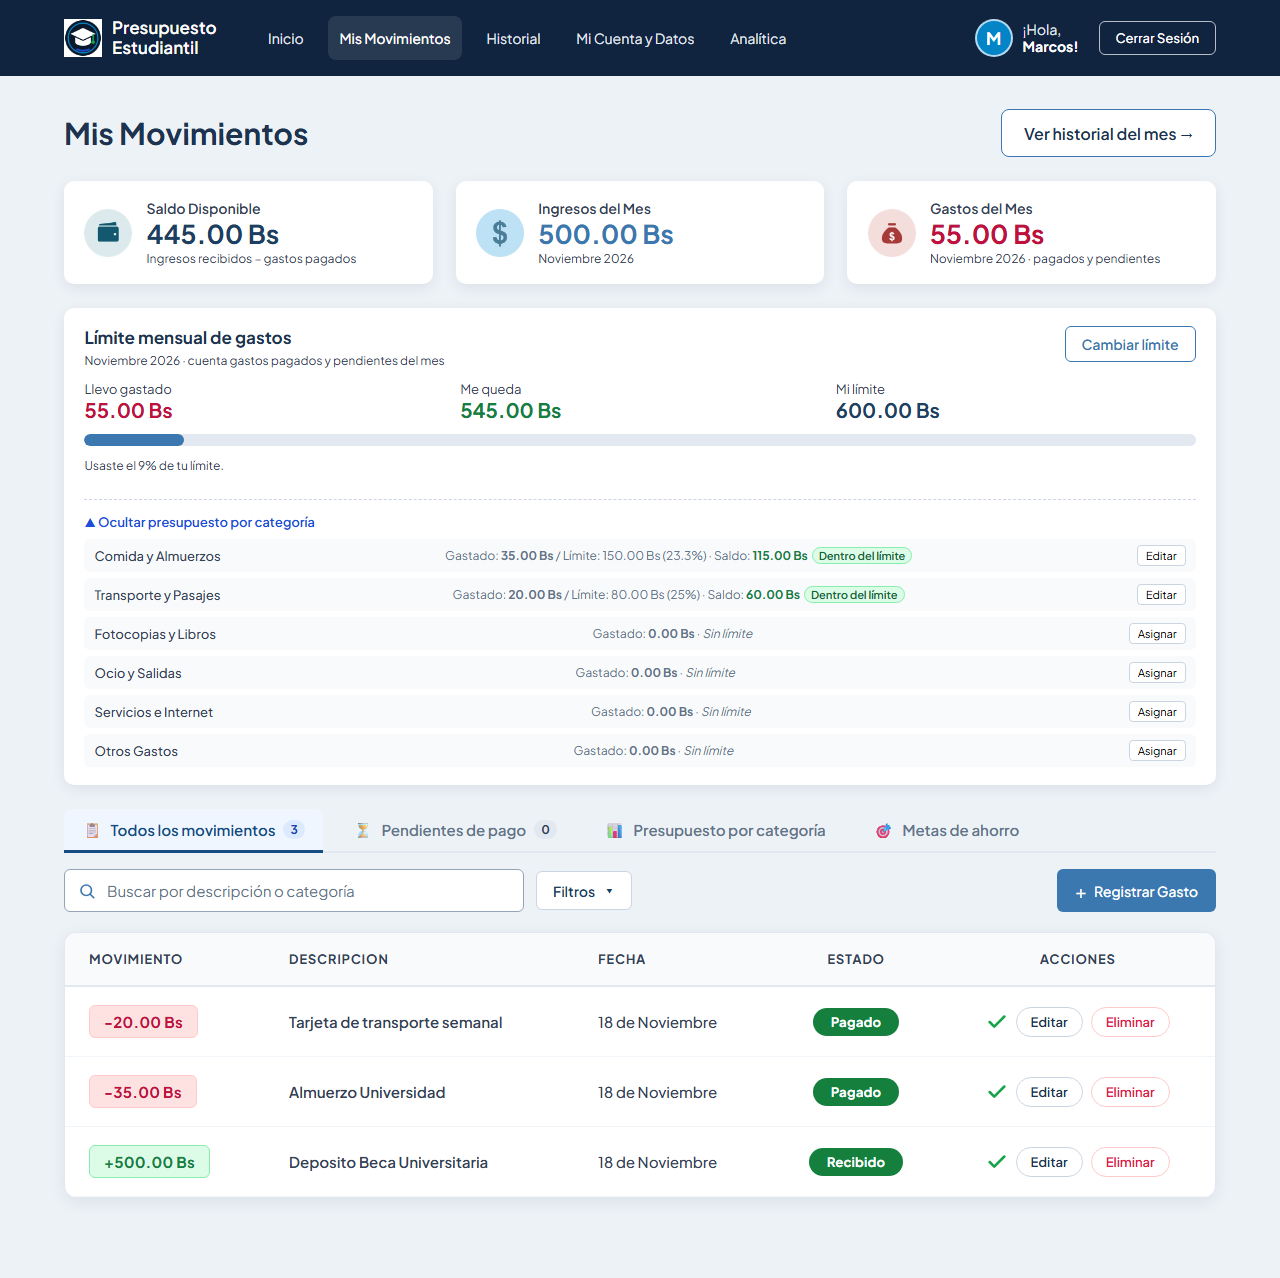 Presupuesto
Estudiantil
Inicio
Mis Movimientos
Historial
Mi Cuenta y Datos
Analítica
M
¡Hola,
Marcos!
Cerrar Sesión
Mis Movimientos
Ver historial del mes →
Saldo Disponible
445.00 Bs
Ingresos recibidos – gastos pagados
$
Ingresos del Mes
500.00 Bs
Noviembre 2026
$
Gastos del Mes
55.00 Bs
Noviembre 2026 · pagados y pendientes
Límite mensual de gastos
Noviembre 2026 · cuenta gastos pagados y pendientes del mes
Cambiar límite
Llevo gastado
55.00 Bs
Me queda
545.00 Bs
Mi límite
600.00 Bs
Usaste el 9% de tu límite.
▲ Ocultar presupuesto por categoría
Comida y Almuerzos
Gastado: 35.00 Bs / Límite: 150.00 Bs (23.3%) · Saldo: 115.00 Bs Dentro del límite
Editar
Transporte y Pasajes
Gastado: 20.00 Bs / Límite: 80.00 Bs (25%) · Saldo: 60.00 Bs Dentro del límite
Editar
Fotocopias y Libros
Gastado: 0.00 Bs · Sin límite
Asignar
Ocio y Salidas
Gastado: 0.00 Bs · Sin límite
Asignar
Servicios e Internet
Gastado: 0.00 Bs · Sin límite
Asignar
Otros Gastos
Gastado: 0.00 Bs · Sin límite
Asignar
Todos los movimientos 3
Pendientes de pago 0
Presupuesto por categoría
Metas de ahorro
Buscar por descripción o categoría
Filtros ▼
+ Registrar Gasto
MOVIMIENTO DESCRIPCION FECHA ESTADO ACCIONES
-20.00 Bs Tarjeta de transporte semanal 18 de Noviembre Pagado ✓ Editar Eliminar
-35.00 Bs Almuerzo Universidad 18 de Noviembre Pagado ✓ Editar Eliminar
+500.00 Bs Deposito Beca Universitaria 18 de Noviembre Recibido ✓ Editar Eliminar